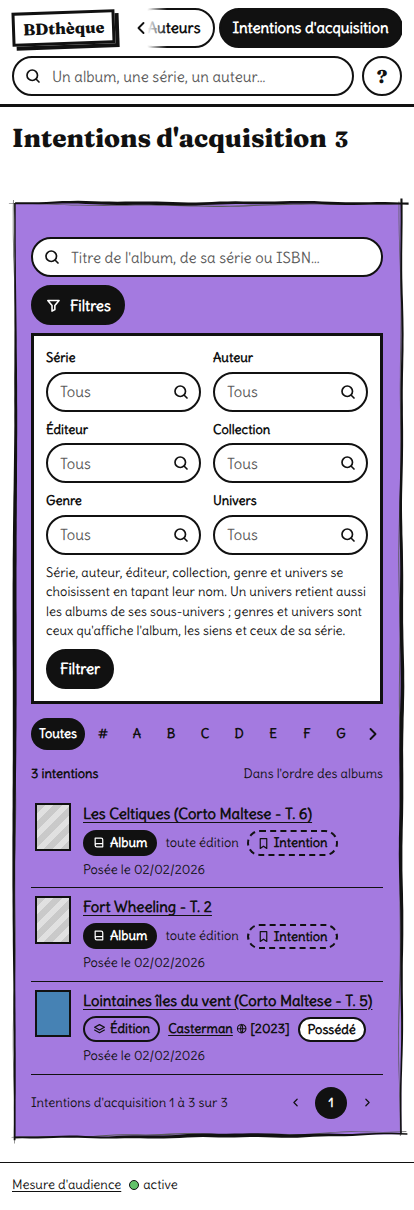 BDthèque
Auteurs
Intentions d'acquisition
Un album, une série, un auteur...
?
Intentions d'acquisition 3
Titre de l'album, de sa série ou ISBN...
Filtres
Série
Auteur
Tous
Tous
Éditeur
Collection
Tous
Tous
Genre
Univers
Tous
Tous
Série, auteur, éditeur, collection, genre et univers se
choisissent en tapant leur nom. Un univers retient aussi
les albums de ses sous-univers ; genres et univers sont
ceux qu'affiche l'album, les siens et ceux de sa série.
Filtrer
Toutes # A B C D E F G
3 intentions
Dans l'ordre des albums
Les Celtiques (Corto Maltese - T. 6)
Album toute édition Intention
Posée le 02/02/2026
Fort Wheeling - T. 2
Album toute édition Intention
Posée le 02/02/2026
Lointaines îles du vent (Corto Maltese - T. 5)
Édition Casterman [2023] Possédé
Posée le 02/02/2026
Intentions d'acquisition 1 à 3 sur 3
1
Mesure d'audience active